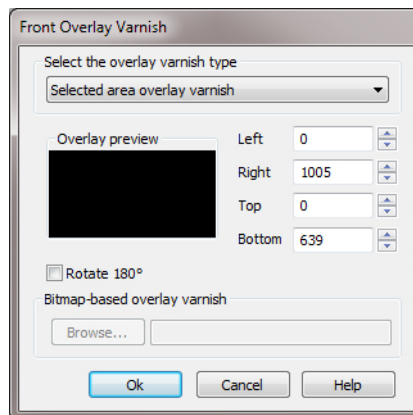 Front Overlay Varnish
Select the overlay varnish type
Selected area overlay varnish
Overlay preview
Left 0
Right 1005
Top 0
Bottom 639
Rotate 180°
Bitmap-based overlay varnish
Browse...
Ok Cancel Help